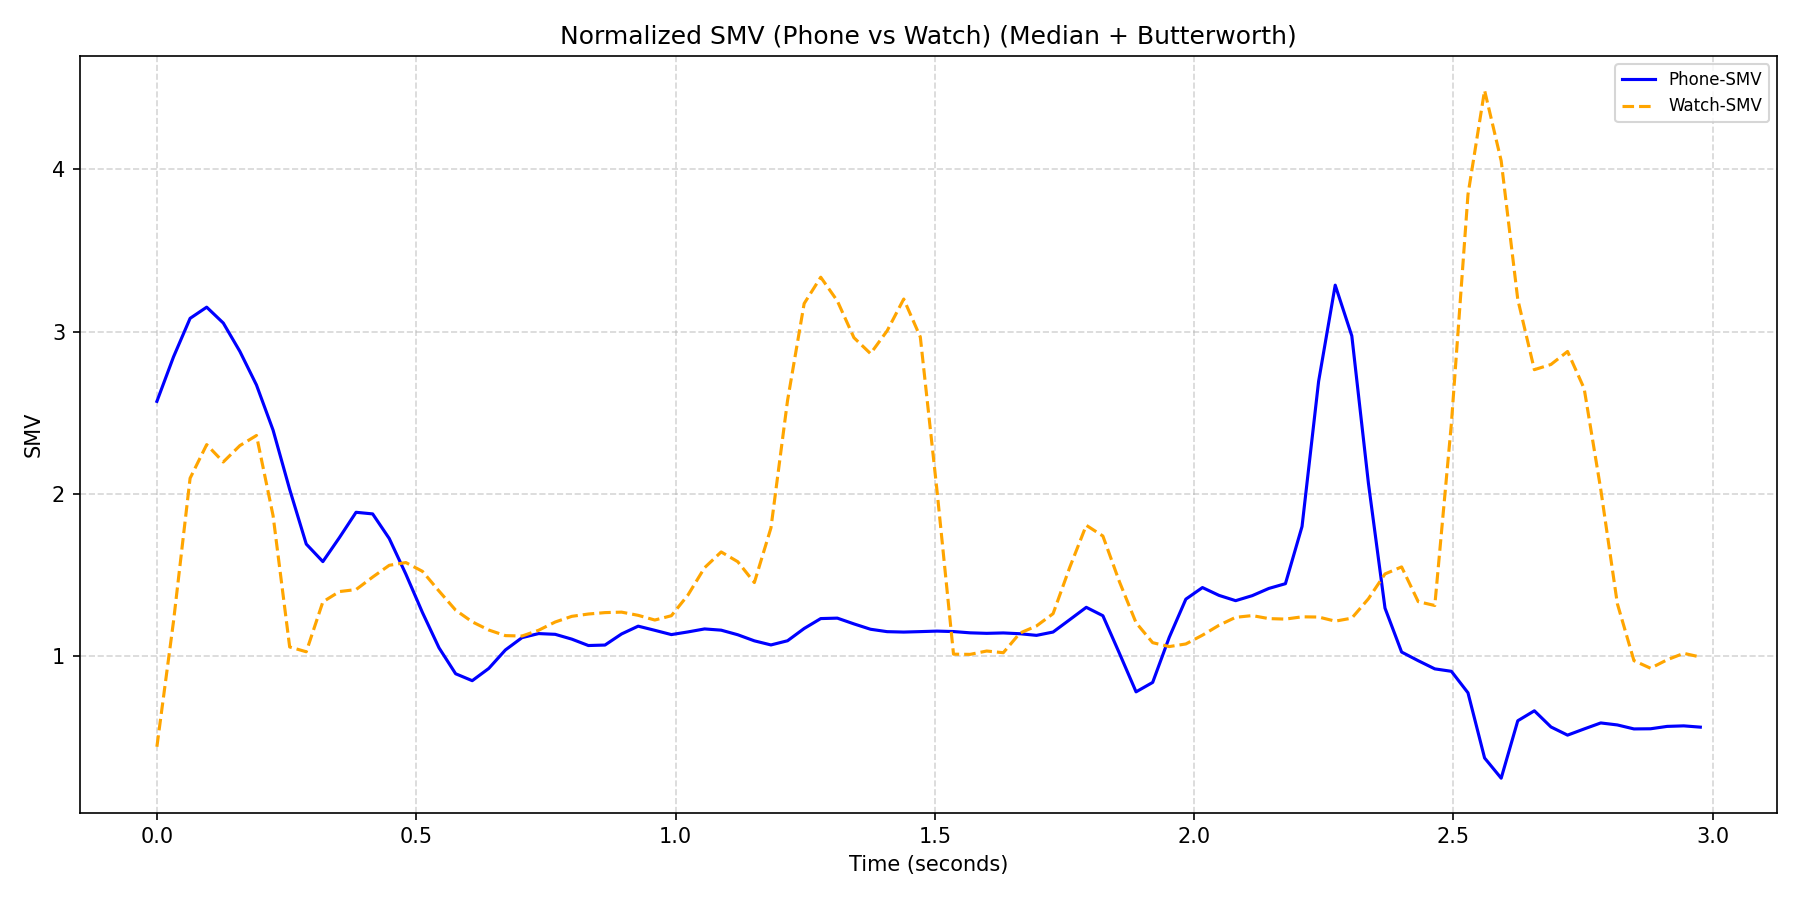 Normalized SMV (Phone vs Watch) (Median + Butterworth)
Phone-SMV
Watch-SMV
SMV
4
3
2
1
0.0 0.5 1.0 1.5 2.0 2.5 3.0
Time (seconds)